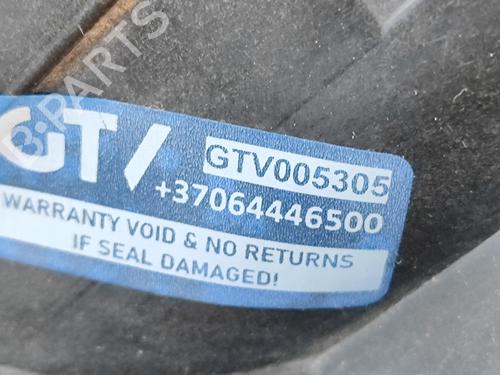 B-PARTS
GT/
GTV005305
+37064446500
WARRANTY VOID & NO RETURNS
IF SEAL DAMAGED!